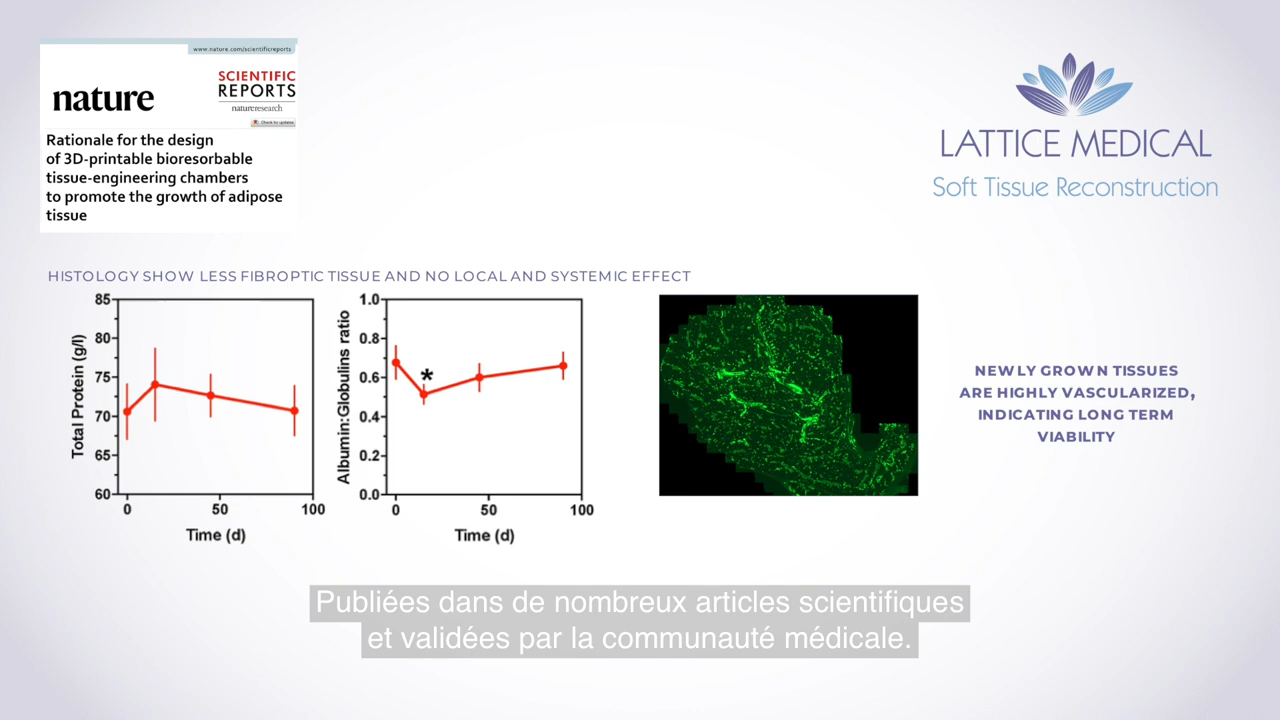 www.nature.com/scientificreports
nature
SCIENTIFIC
REPORTS
natureresearch
Check for updates
Rationale for the design
of 3D-printable bioresorbable
tissue-engineering chambers
to promote the growth of adipose
tissue
LATTICE MEDICAL
Soft Tissue Reconstruction
HISTOLOGY SHOW LESS FIBROPTIC TISSUE AND NO LOCAL AND SYSTEMIC EFFECT
Total Protein (g/l)
85
80
75
70
65
60
0 50 100
Time (d)
Albumin:Globulins ratio
1.0
0.8
0.6
0.4
0.2
0.0
*
0 50 100
Time (d)
NEWLY GROWN TISSUES
ARE HIGHLY VASCULARIZED,
INDICATING LONG TERM
VIABILITY
Publiées dans de nombreux articles scientifiques
et validées par la communauté médicale.